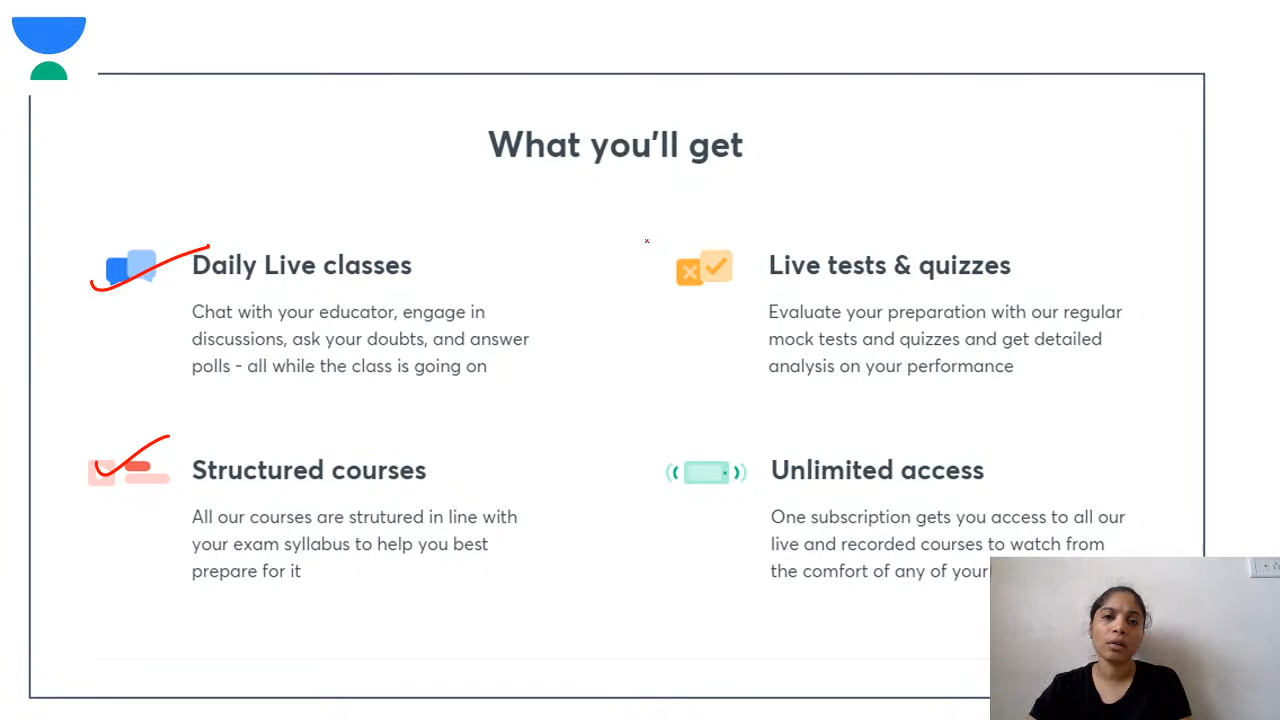 What you'll get
Daily Live classes
Chat with your educator, engage in
discussions, ask your doubts, and answer
polls - all while the class is going on
Live tests & quizzes
Evaluate your preparation with our regular
mock tests and quizzes and get detailed
analysis on your performance
Structured courses
All our courses are strutured in line with
your exam syllabus to help you best
prepare for it
Unlimited access
One subscription gets you access to all our
live and recorded courses to watch from
the comfort of any of your